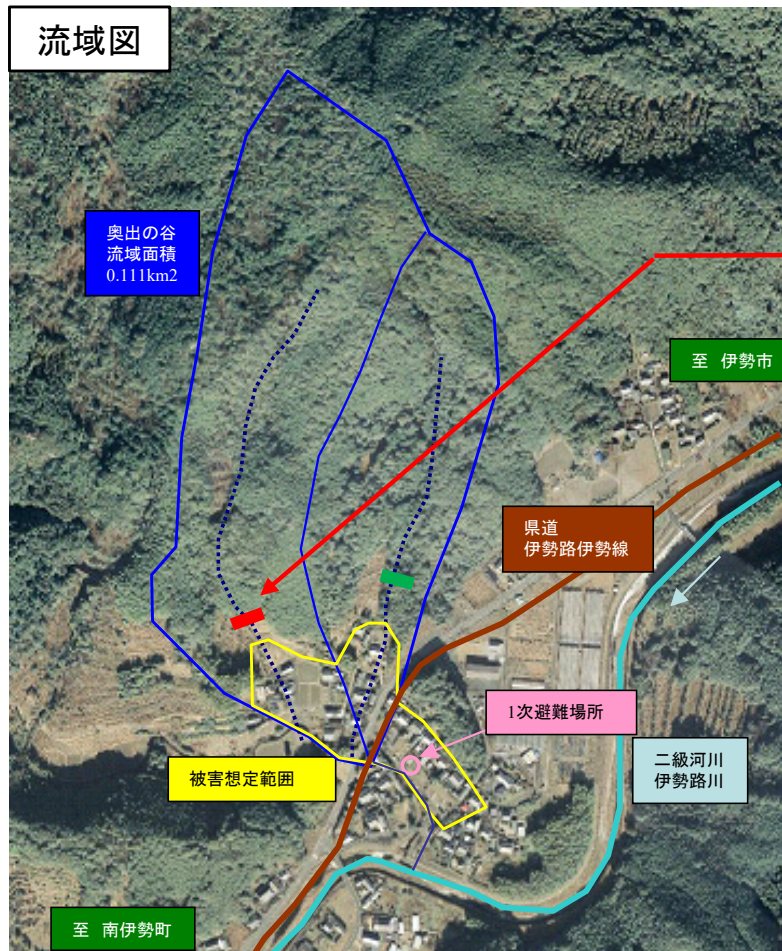 流域図
奥出の谷
流域面積
0.111km2
至 伊勢市
県道
伊勢路伊勢線
1次避難場所
二級河川
伊勢路川
被害想定範囲
至 南伊勢町